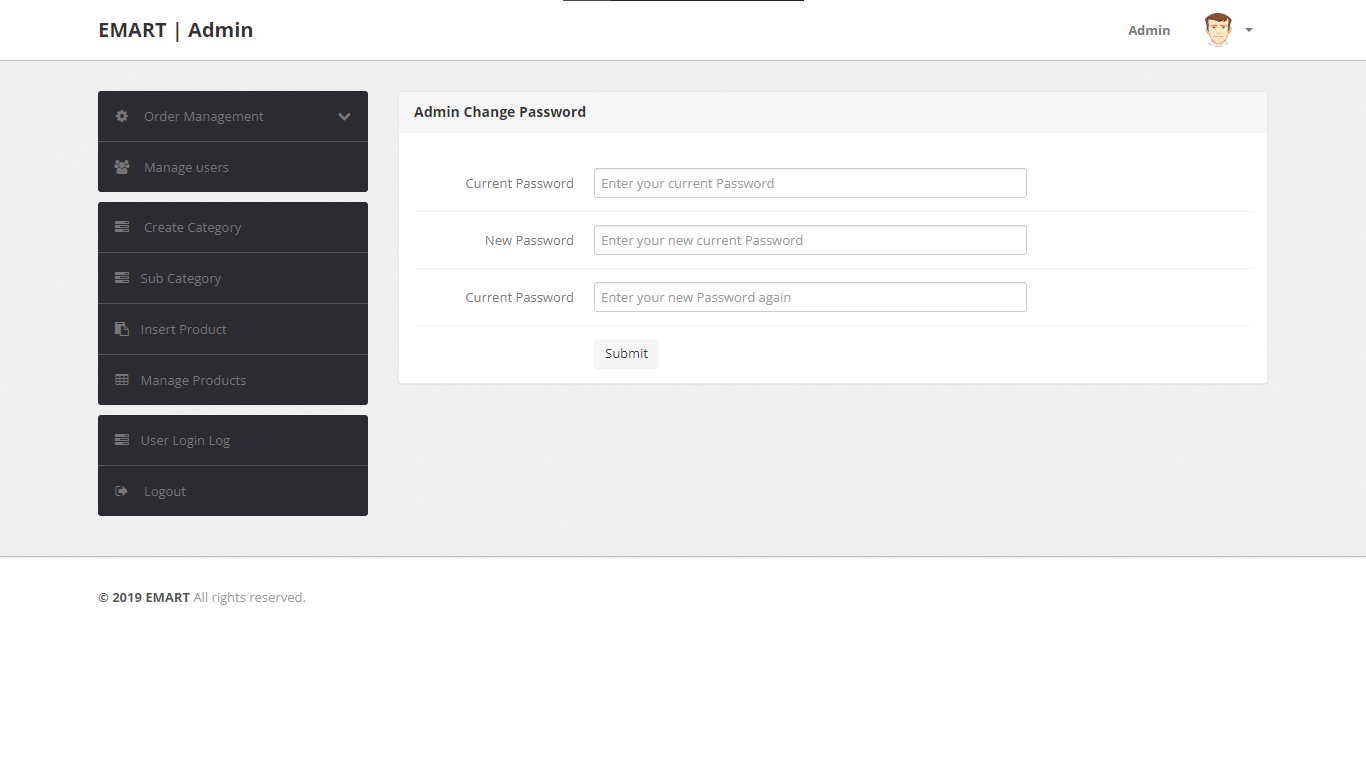 EMART | Admin
Admin
Order Management
Manage users
Create Category
Sub Category
Insert Product
Manage Products
User Login Log
Logout
Admin Change Password
Current Password Enter your current Password
New Password Enter your new current Password
Current Password Enter your new Password again
Submit
© 2019 EMART All rights reserved.